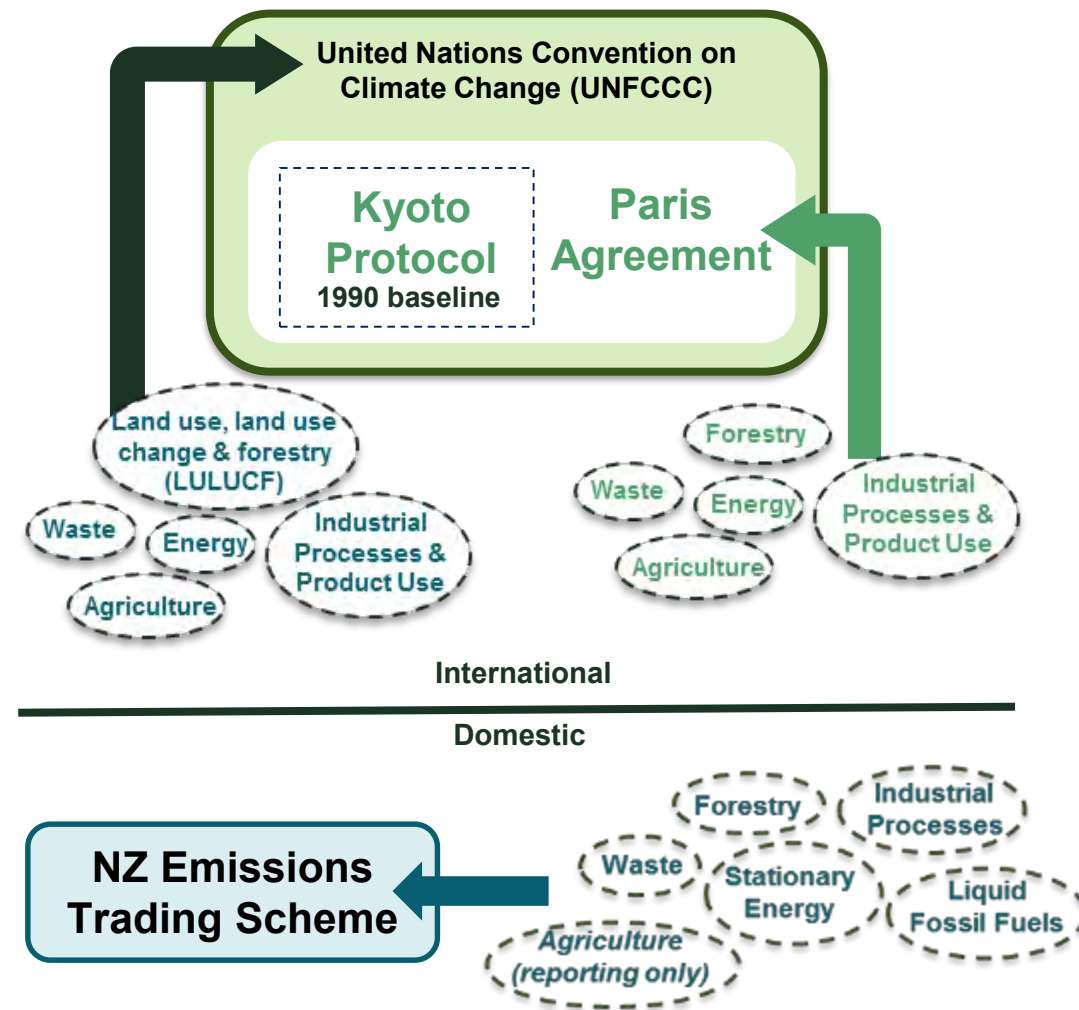 United Nations Convention on
Climate Change (UNFCCC)
Kyoto
Protocol
1990 baseline
Paris
Agreement
Land use, land use
change & forestry
(LULUCF)
Waste
Energy
Industrial
Processes &
Product Use
Agriculture
Forestry
Waste
Energy
Industrial
Processes &
Product Use
Agriculture
International
Domestic
NZ Emissions
Trading Scheme
Forestry
Industrial
Processes
Waste
Stationary
Energy
Liquid
Fossil Fuels
Agriculture
(reporting only)